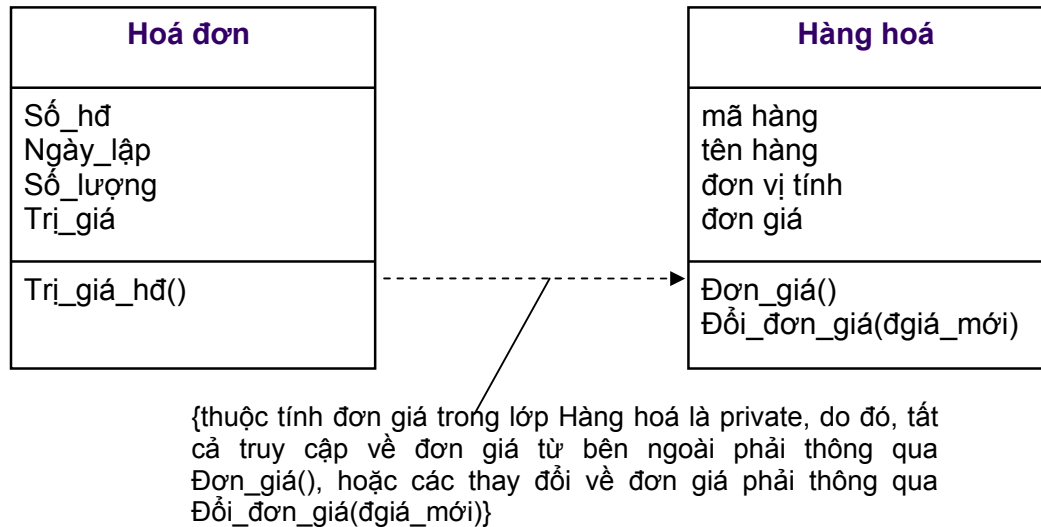 Hoá đơn
Số_hđ
Ngày_lập
Số_lượng
Trị_giá
Trị_giá_hđ()
Hàng hoá
mã hàng
tên hàng
đơn vị tính
đơn giá
Đơn_giá()
Đổi_đơn_giá(đgiá_mới)
{thuộc tính đơn giá trong lớp Hàng hoá là private, do đó, tất
cả truy cập về đơn giá từ bên ngoài phải thông qua
Đơn_giá(), hoặc các thay đổi về đơn giá phải thông qua
Đổi_đơn_giá(đgiá_mới)}